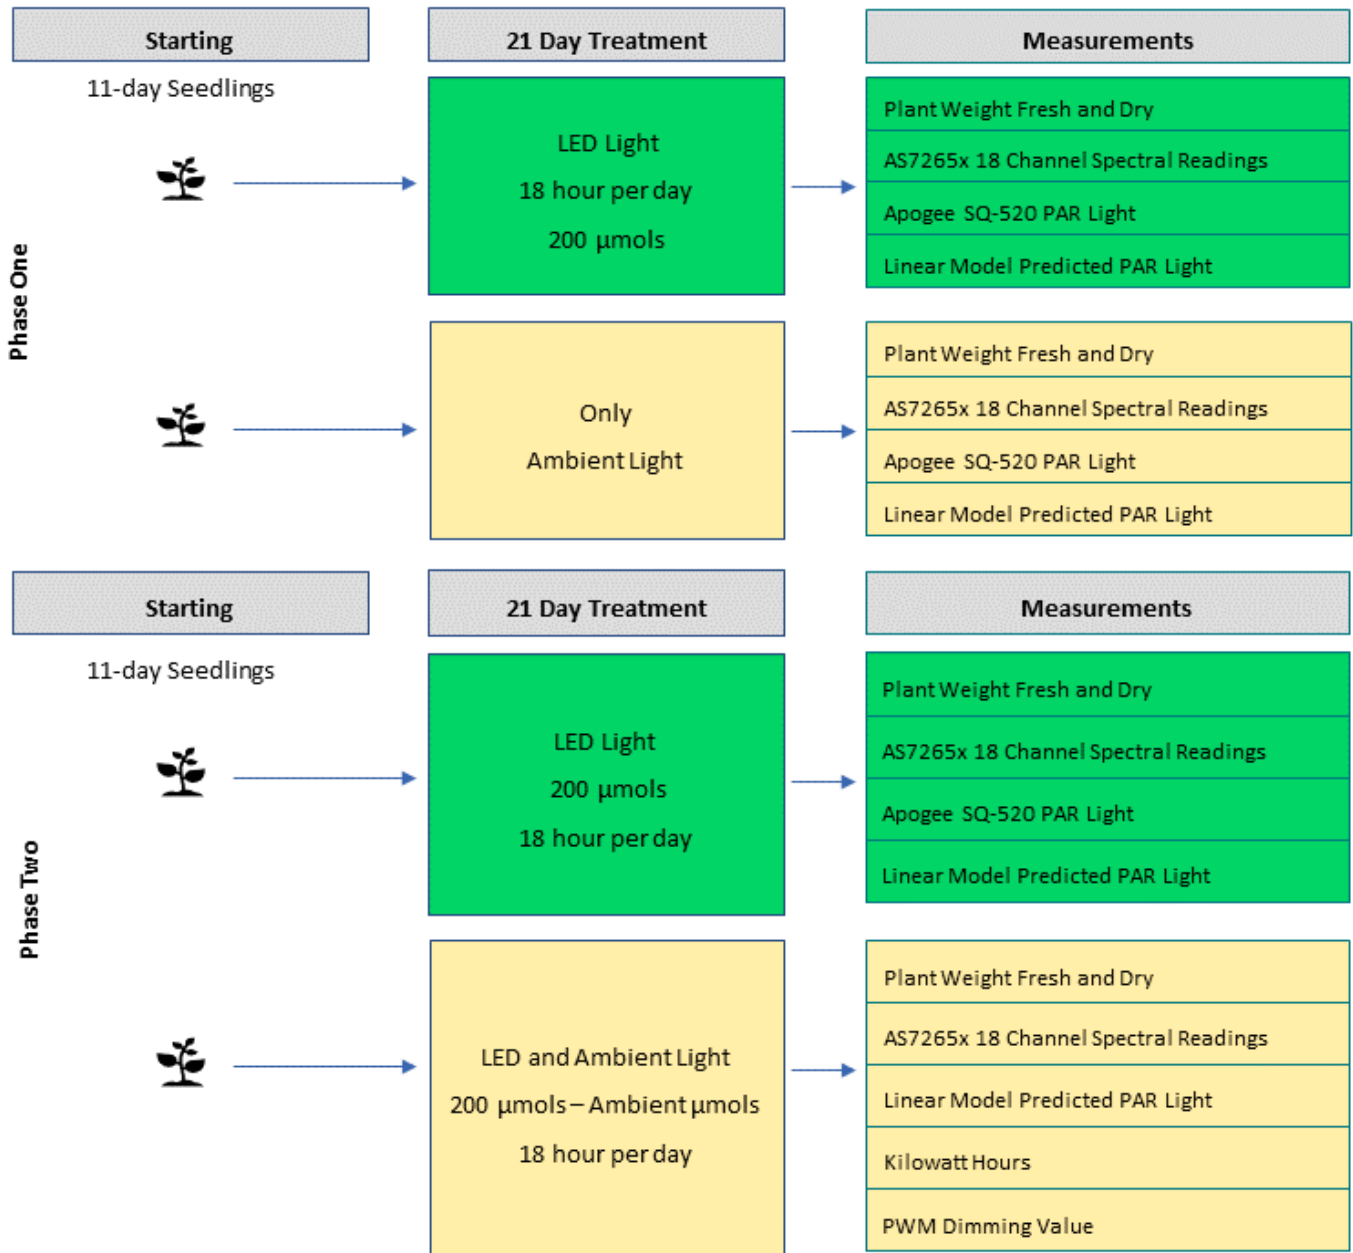 Starting
21 Day Treatment
Measurements
Phase One
11-day Seedlings
LED Light
18 hour per day
200 µmols
Plant Weight Fresh and Dry
AS7265x 18 Channel Spectral Readings
Apogee SQ-520 PAR Light
Linear Model Predicted PAR Light
Only
Ambient Light
Plant Weight Fresh and Dry
AS7265x 18 Channel Spectral Readings
Apogee SQ-520 PAR Light
Linear Model Predicted PAR Light
Starting
21 Day Treatment
Measurements
Phase Two
11-day Seedlings
LED Light
200 µmols
18 hour per day
Plant Weight Fresh and Dry
AS7265x 18 Channel Spectral Readings
Apogee SQ-520 PAR Light
Linear Model Predicted PAR Light
LED and Ambient Light
200 µmols – Ambient µmols
18 hour per day
Plant Weight Fresh and Dry
AS7265x 18 Channel Spectral Readings
Linear Model Predicted PAR Light
Kilowatt Hours
PWM Dimming Value